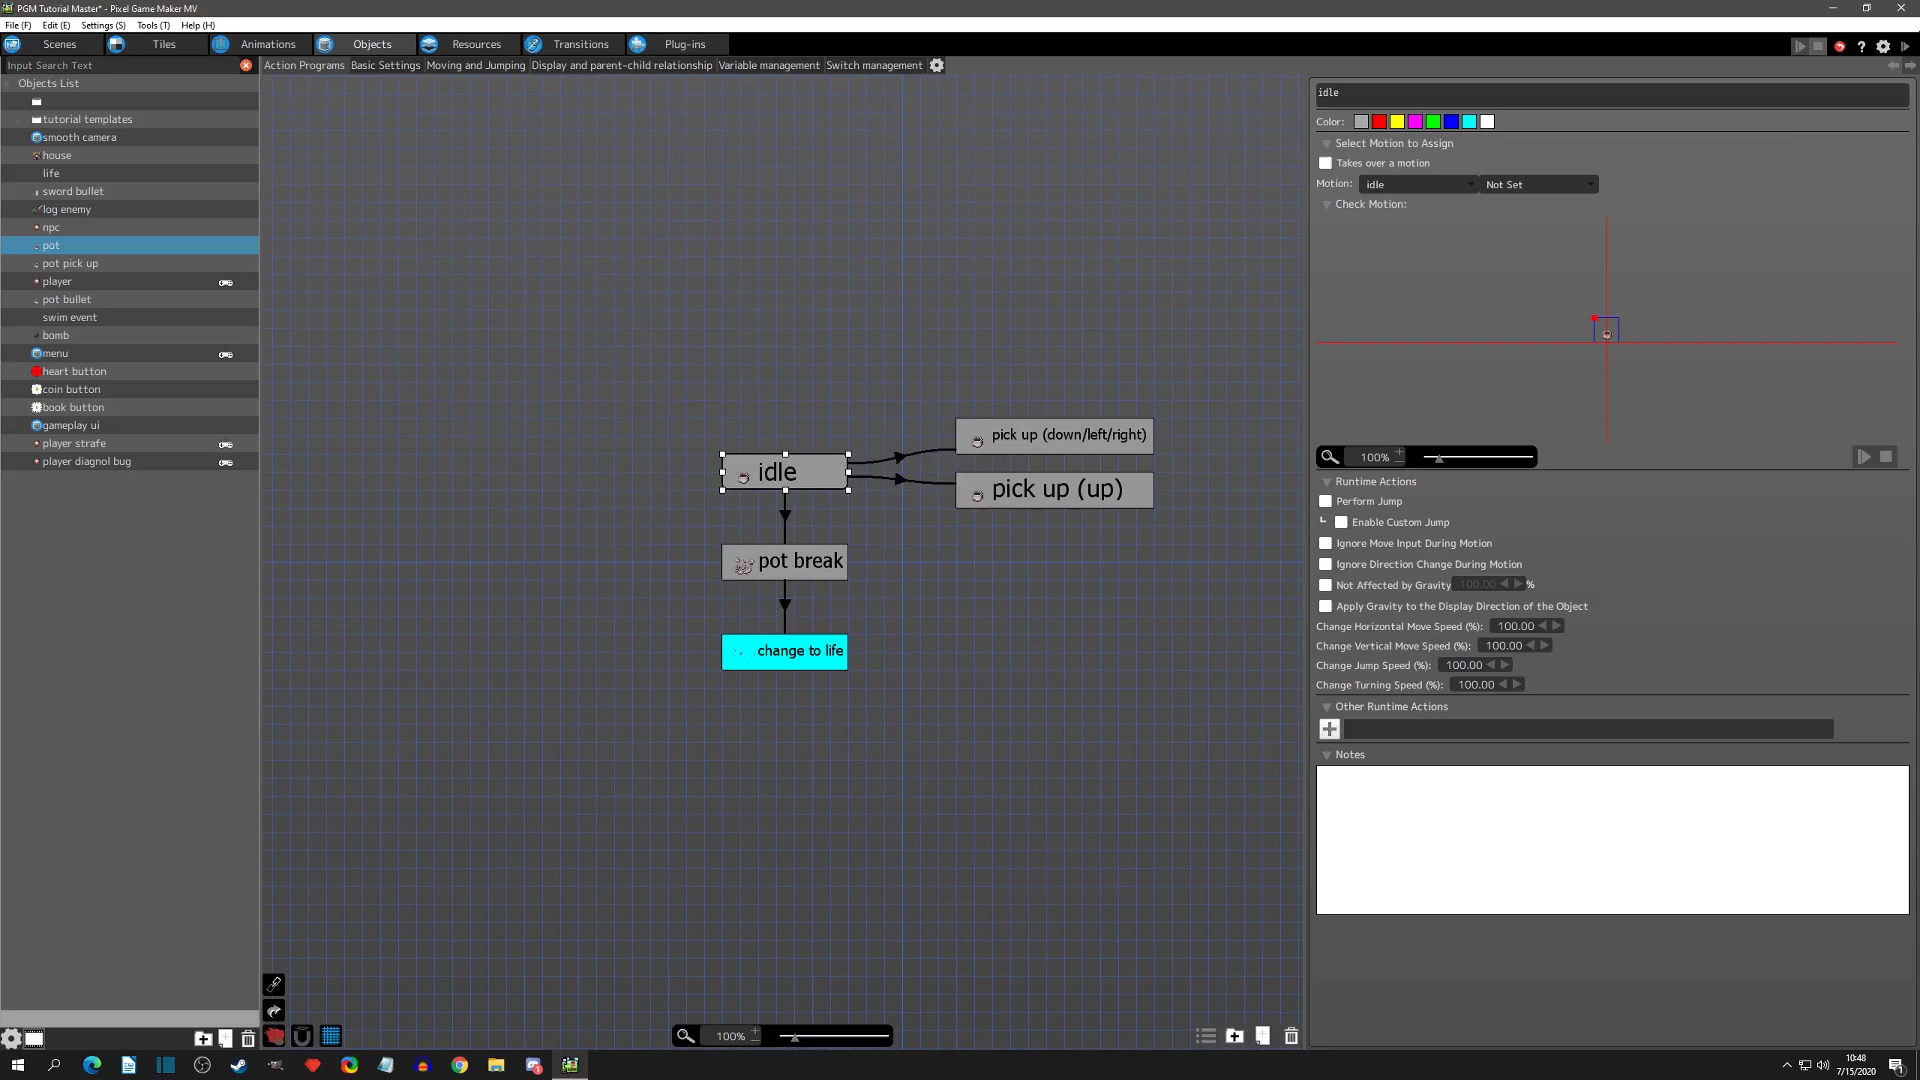 PGM Tutorial Master* - Pixel Game Maker MV
File (F) Edit (E) Settings (S) Tools (T) Help (H)
Scenes Tiles Animations Objects Resources Transitions Plug-ins
Input Search Text
Action Programs Basic Settings Moving and Jumping Display and parent-child relationship Variable management Switch management
Objects List
tutorial templates
smooth camera
house
life
sword bullet
log enemy
npc
pot
pot pick up
player
pot bullet
swim event
bomb
menu
heart button
coin button
book button
gameplay ui
player strafe
player diagnol bug
pick up (down/left/right)
idle
pick up (up)
pot break
change to life
100%
idle
Color:
Select Motion to Assign
Takes over a motion
Motion: idle Not Set
Check Motion:
100%
Runtime Actions
Perform Jump
Enable Custom Jump
Ignore Move Input During Motion
Ignore Direction Change During Motion
Not Affected by Gravity 100.00 %
Apply Gravity to the Display Direction of the Object
Change Horizontal Move Speed (%): 100.00
Change Vertical Move Speed (%): 100.00
Change Jump Speed (%): 100.00
Change Turning Speed (%): 100.00
Other Runtime Actions
Notes
10:48
7/15/2020